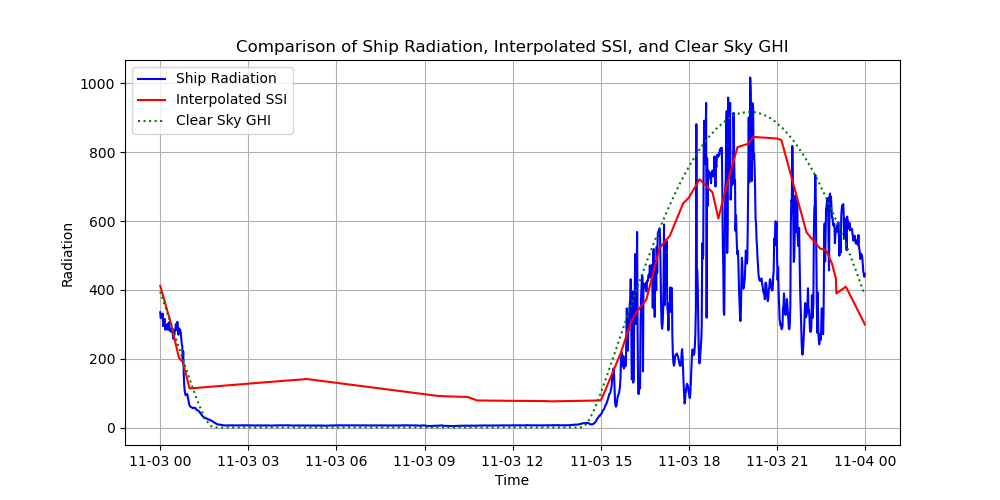 Comparison of Ship Radiation, Interpolated SSI, and Clear Sky GHI
Ship Radiation
Interpolated SSI
Clear Sky GHI
Radiation
1000
800
600
400
200
0
11-03 00 11-03 03 11-03 06 11-03 09 11-03 12 11-03 15 11-03 18 11-03 21 11-04 00
Time